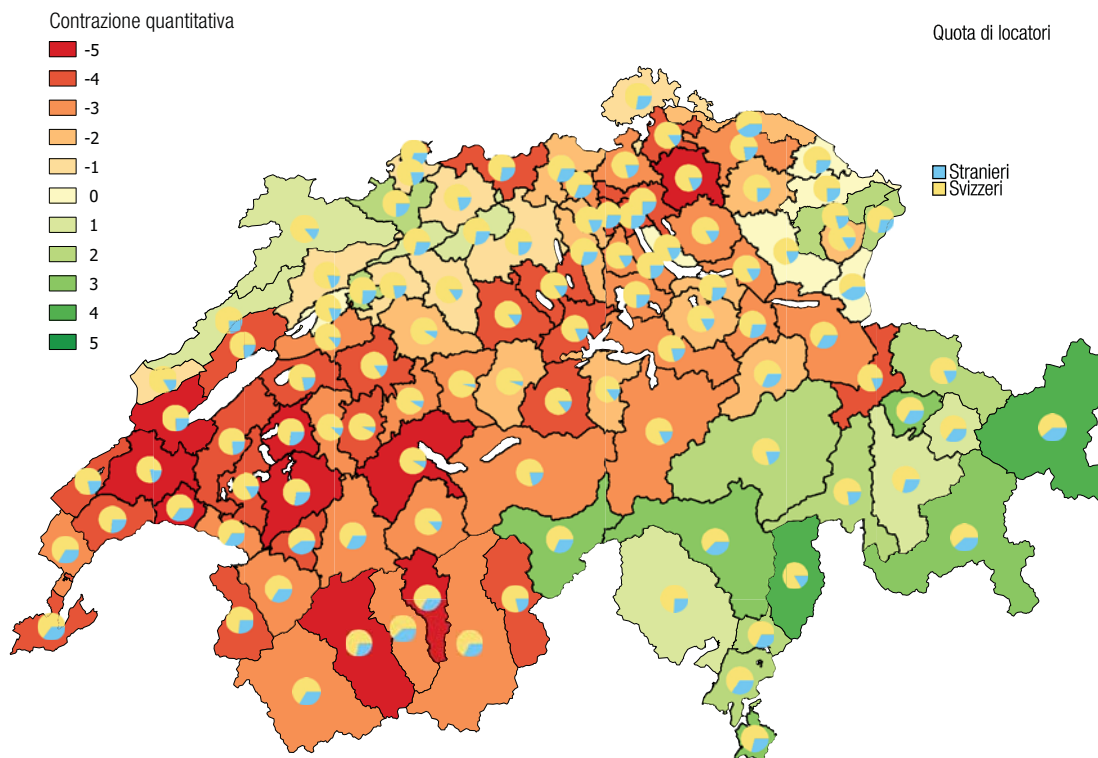 Contrazione quantitativa
-5
-4
-3
-2
-1
0
1
2
3
4
5
Quota di locatori
Stranieri
Svizzeri